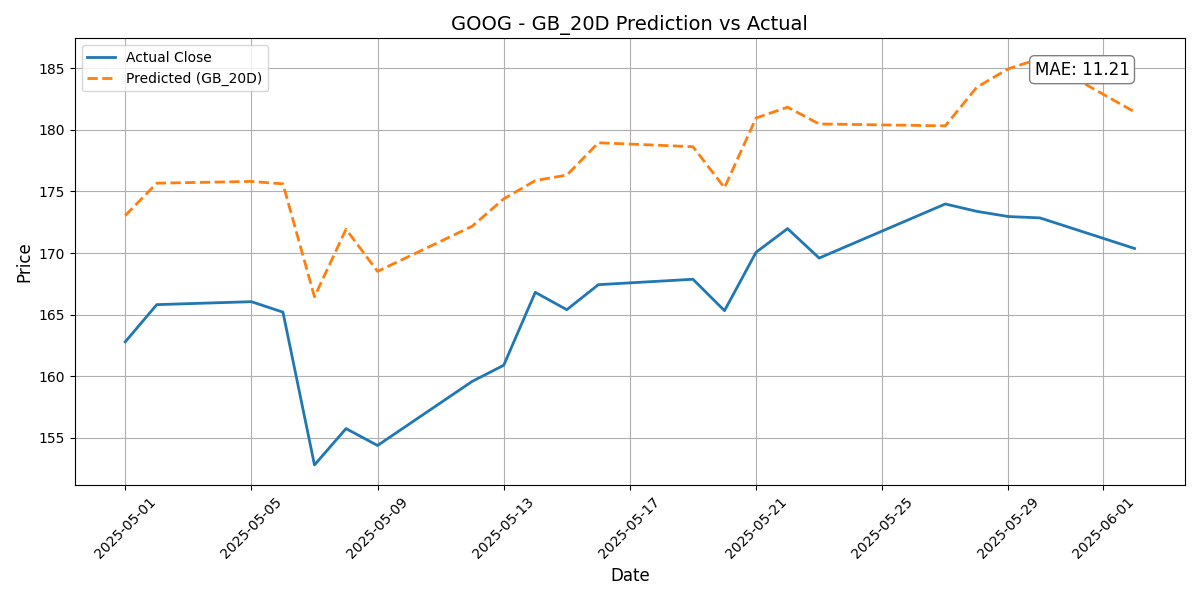 GOOG - GB_20D Prediction vs Actual
Actual Close
Predicted (GB_20D)
MAE: 11.21
Price
185
180
175
170
165
160
155
2025-05-01
2025-05-05
2025-05-09
2025-05-13
2025-05-17
2025-05-21
2025-05-25
2025-05-29
2025-06-01
Date